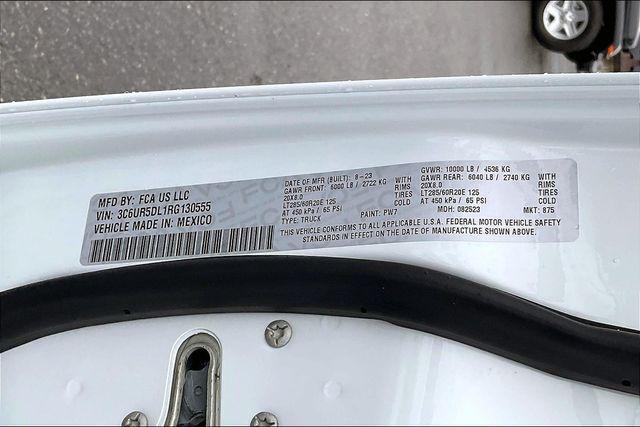 MFD BY: FCA US LLC
VIN: 3C6UR5DL1RG130555
VEHICLE MADE IN: MEXICO
DATE OF MFR (BUILT): 8-23
GAWR FRONT: 6000 LB / 2722 KG WITH
20X8.0 RIMS
LT285/60R20E 125 TIRES
AT 450 kPa / 65 PSI COLD
TYPE: TRUCK PAINT: PW7
GVWR: 10000 LB / 4536 KG
GAWR REAR: 6040 LB / 2740 KG WITH
20X8.0 RIMS
LT285/60R20E 125 TIRES
AT 450 kPa / 65 PSI COLD
MDH: 082523 MKT: 875
THIS VEHICLE CONFORMS TO ALL APPLICABLE U.S.A. FEDERAL MOTOR VEHICLE SAFETY
STANDARDS IN EFFECT ON THE DATE OF MANUFACTURE SHOWN ABOVE.